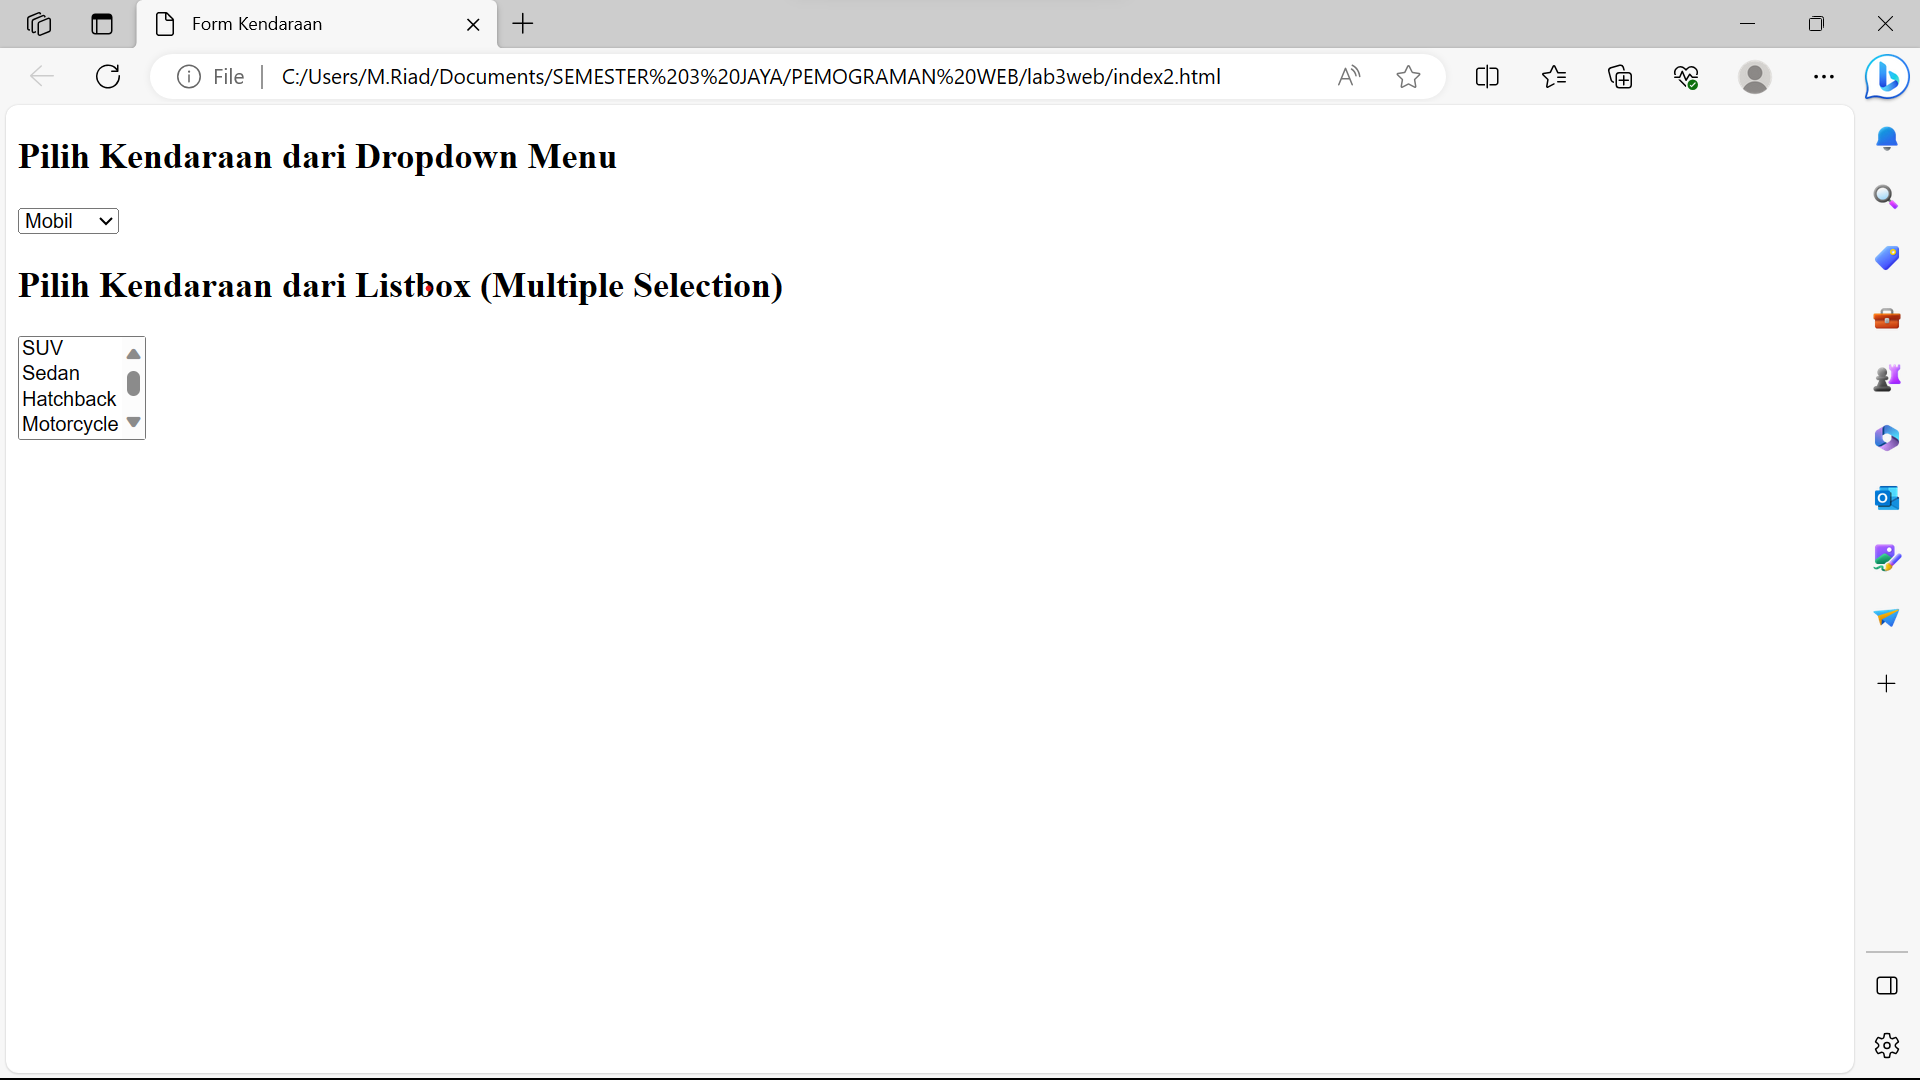 Form Kendaraan
File C:/Users/M.Riad/Documents/SEMESTER%203%20JAYA/PEMOGRAMAN%20WEB/lab3web/index2.html
Pilih Kendaraan dari Dropdown Menu
Mobil
Pilih Kendaraan dari Listbox (Multiple Selection)
SUV
Sedan
Hatchback
Motorcycle